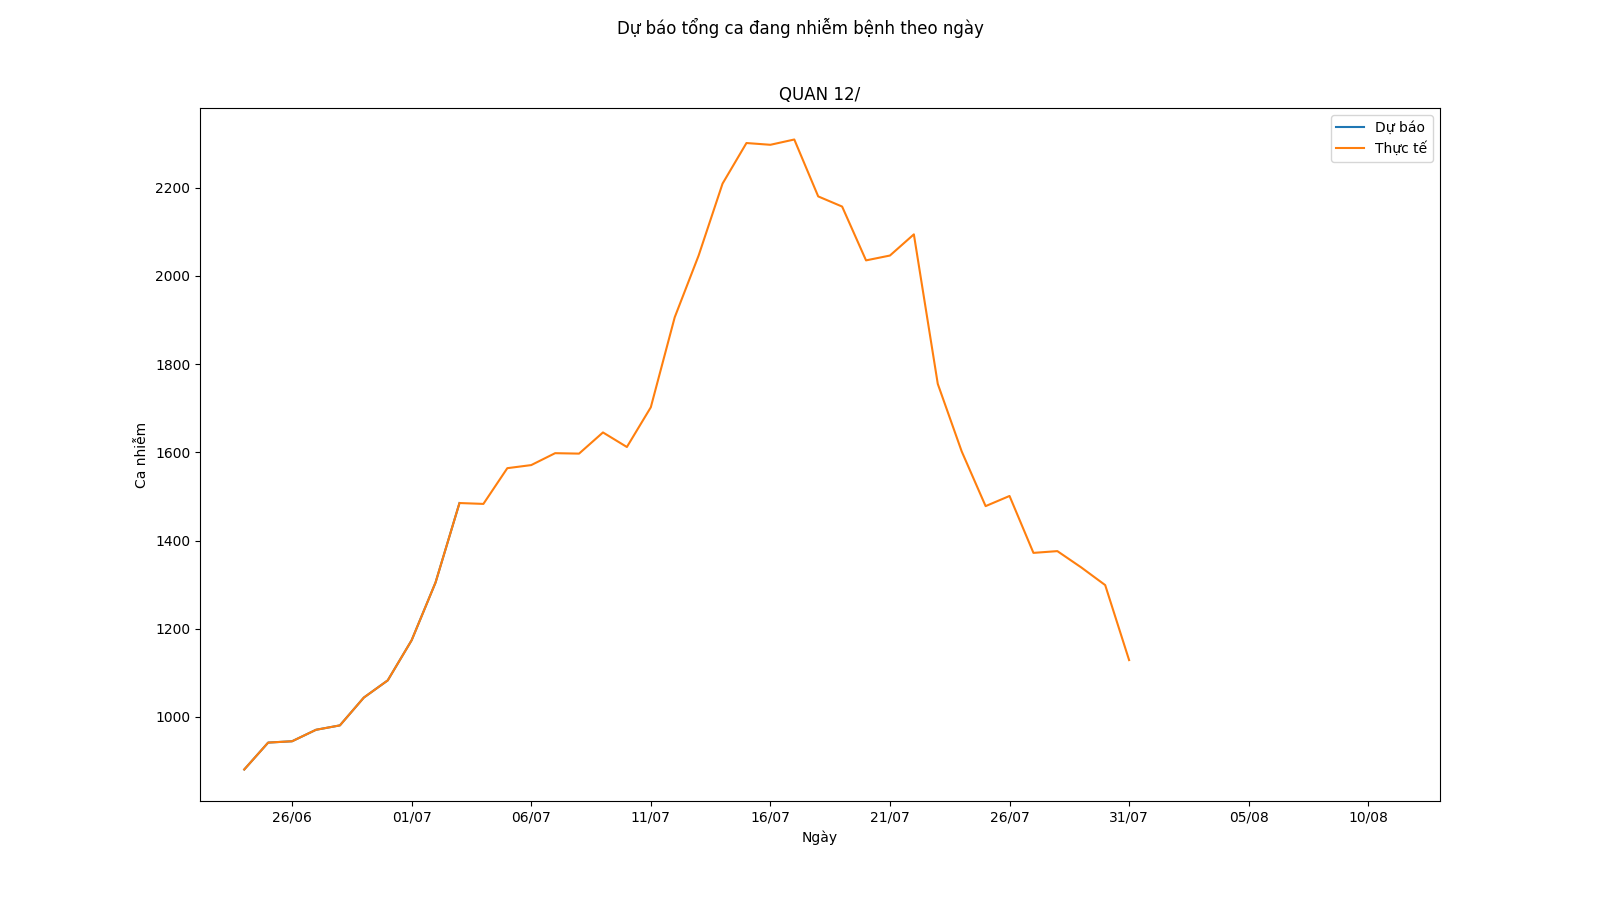 Dự báo tổng ca đang nhiễm bệnh theo ngày
QUAN 12/
Dự báo
Thực tế
2200
2000
1800
1600
1400
1200
1000
Ca nhiễm
26/06 01/07 06/07 11/07 16/07 21/07 26/07 31/07 05/08 10/08
Ngày